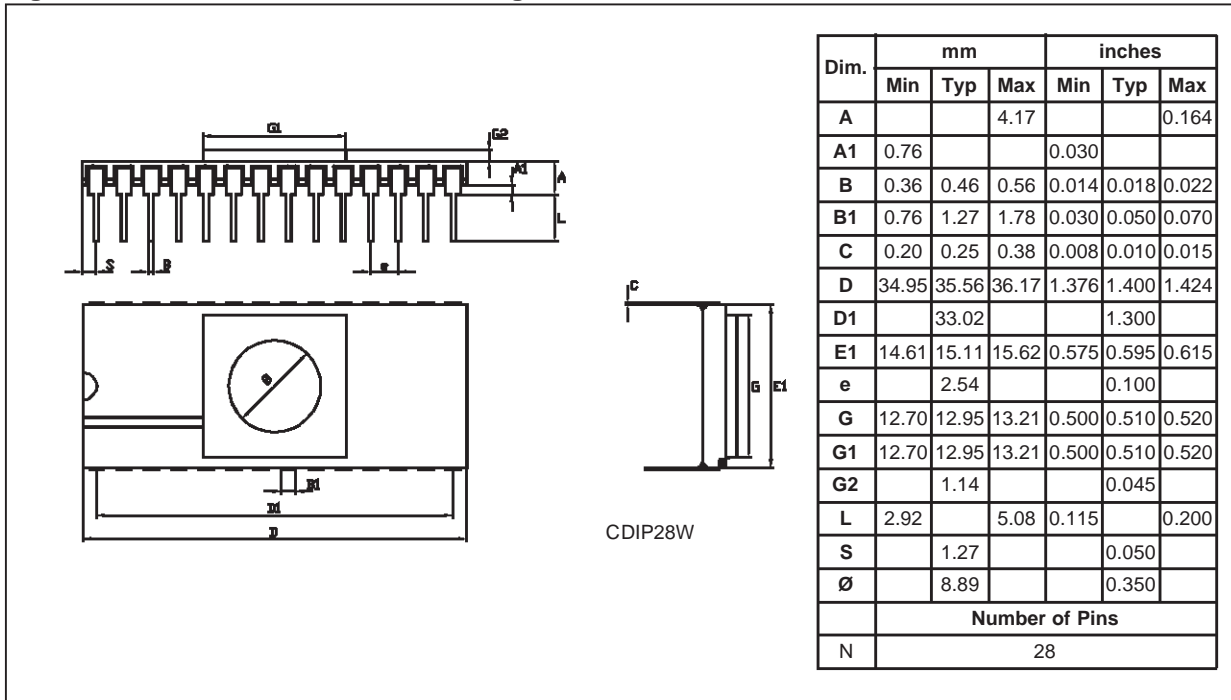 G1
G2
A1
A
L
S
B
e
Ø
B1
D1
D
C
G
E1
CDIP28W
Dim. mm inches
Min Typ Max Min Typ Max
A 4.17 0.164
A1 0.76 0.030
B 0.36 0.46 0.56 0.014 0.018 0.022
B1 0.76 1.27 1.78 0.030 0.050 0.070
C 0.20 0.25 0.38 0.008 0.010 0.015
D 34.95 35.56 36.17 1.376 1.400 1.424
D1 33.02 1.300
E1 14.61 15.11 15.62 0.575 0.595 0.615
e 2.54 0.100
G 12.70 12.95 13.21 0.500 0.510 0.520
G1 12.70 12.95 13.21 0.500 0.510 0.520
G2 1.14 0.045
L 2.92 5.08 0.115 0.200
S 1.27 0.050
Ø 8.89 0.350
Number of Pins
N 28